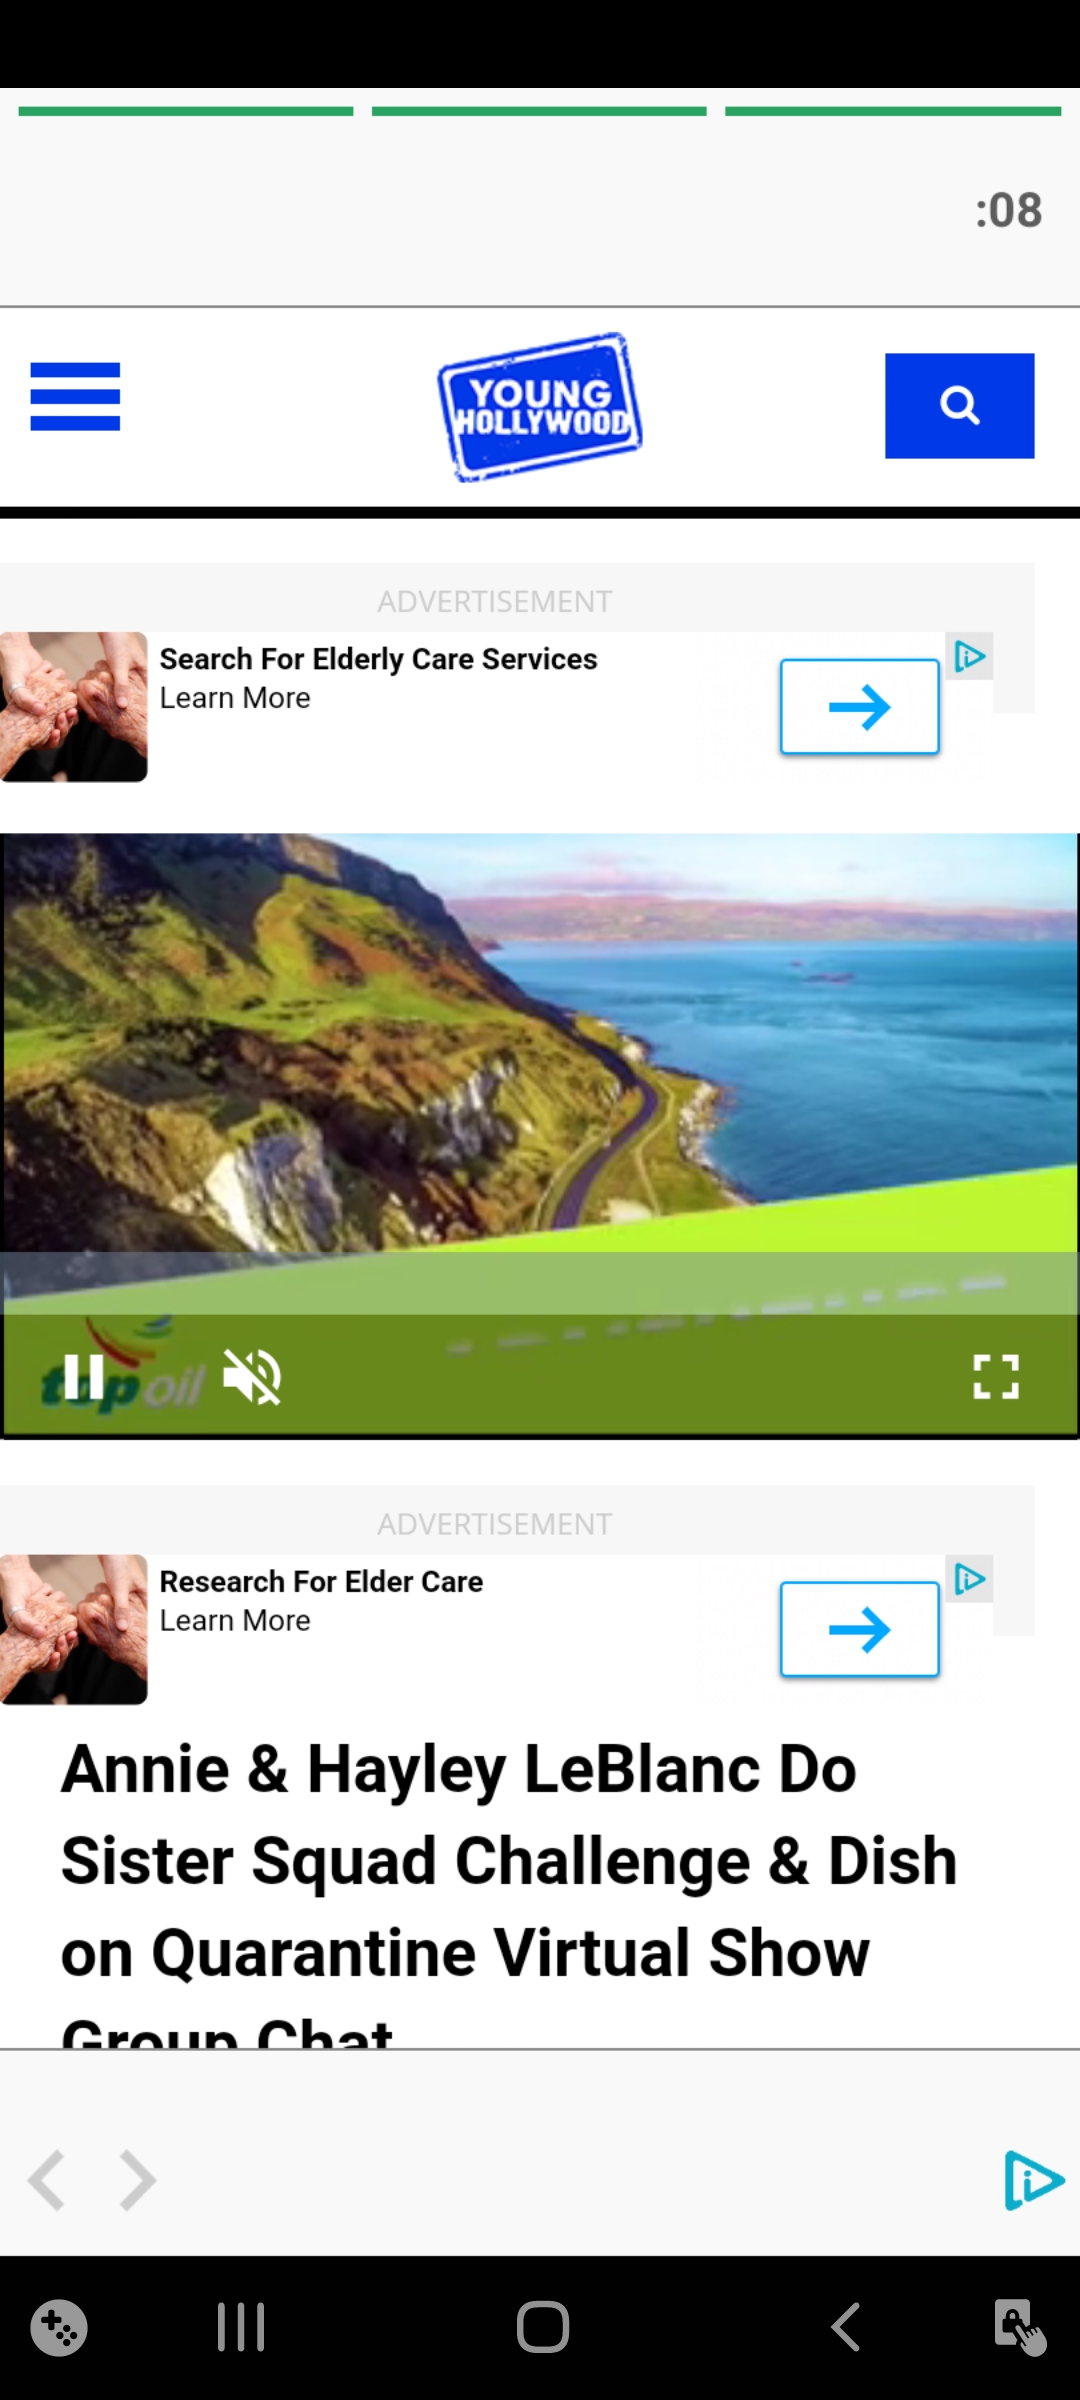 :08
YOUNG
HOLLYWOOD
ADVERTISEMENT
Search For Elderly Care Services
Learn More
top oil
ADVERTISEMENT
Research For Elder Care
Learn More
Annie & Hayley LeBlanc Do
Sister Squad Challenge & Dish
on Quarantine Virtual Show
Group Chat